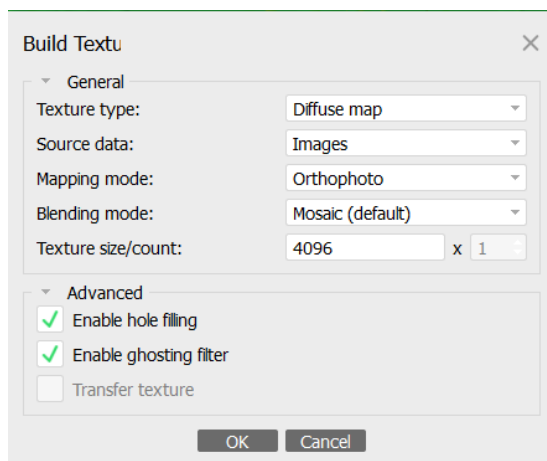 Build Textu
General
Texture type: Diffuse map
Source data: Images
Mapping mode: Orthophoto
Blending mode: Mosaic (default)
Texture size/count: 4096 x 1
Advanced
Enable hole filling
Enable ghosting filter
Transfer texture
OK Cancel